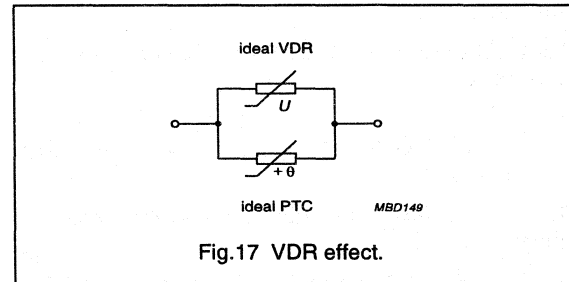 ideal VDR
U
+ θ
ideal PTC
MBD149
Fig.17 VDR effect.